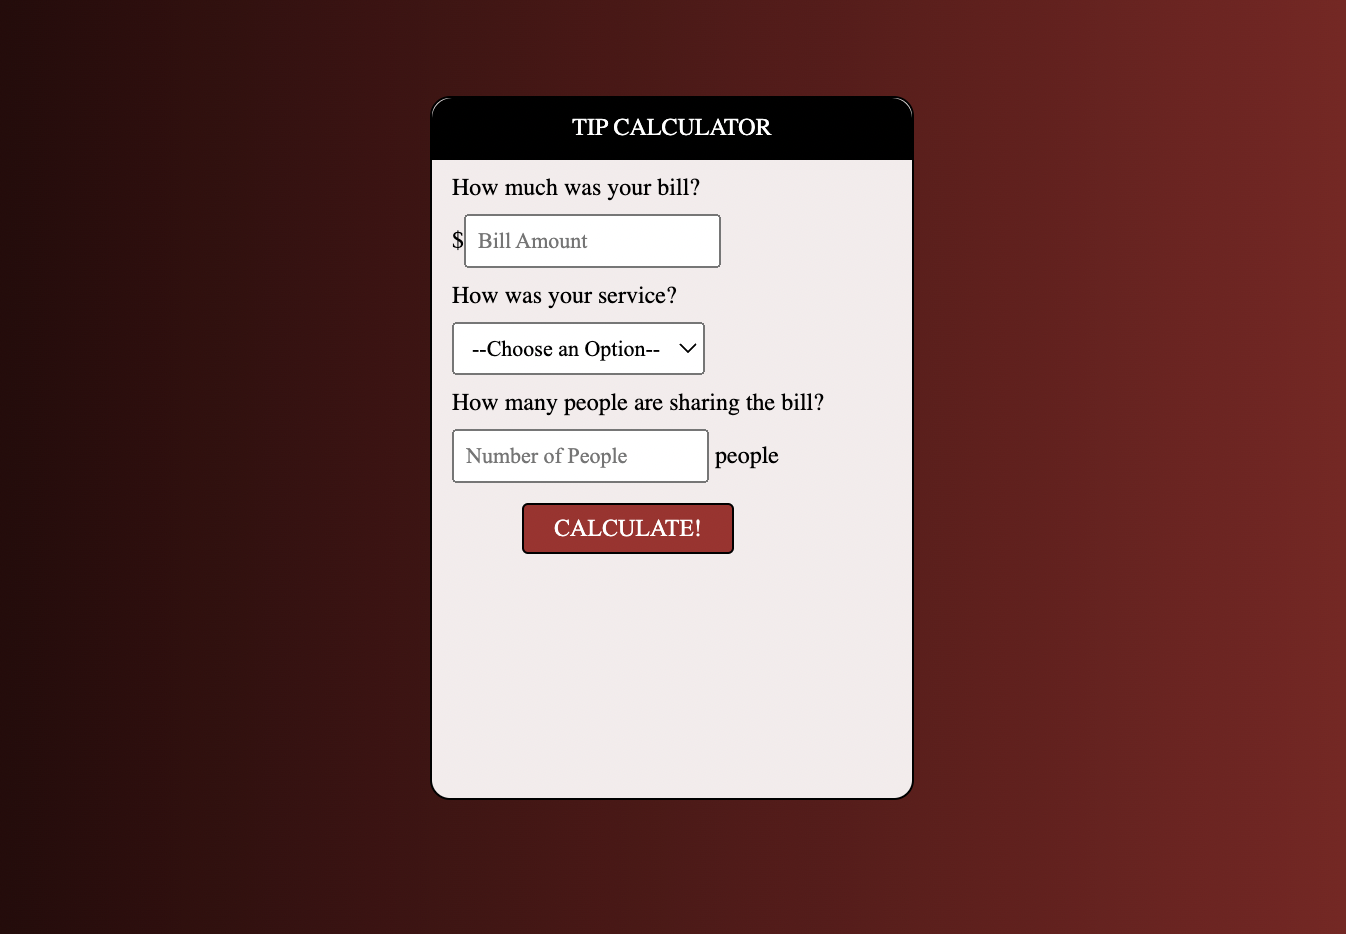 TIP CALCULATOR
How much was your bill?
$ Bill Amount
How was your service?
--Choose an Option--
How many people are sharing the bill?
Number of People people
CALCULATE!